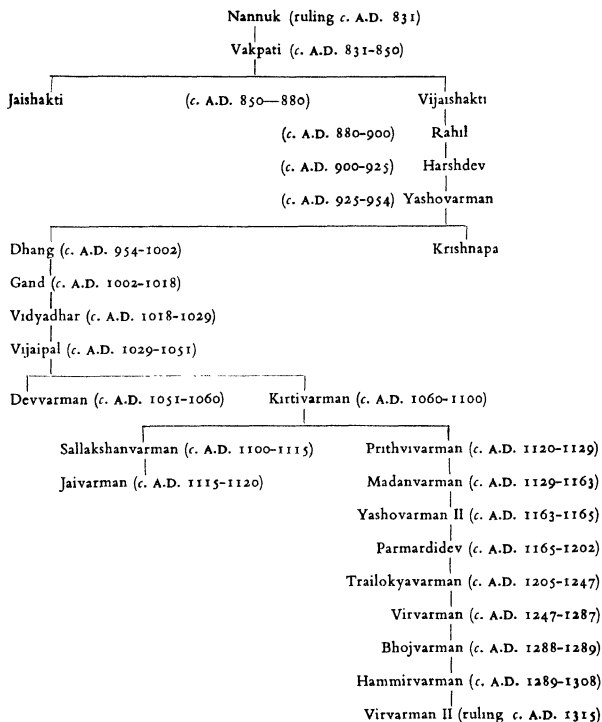 Nannuk (ruling c. A.D. 831)
Vakpati (c. A.D. 831-850)
Jaishakti (c. A.D. 850—880) Vijaishakti
(c. A.D. 880-900) Rahil
(c. A.D. 900-925) Harshdev
(c. A.D. 925-954) Yashovarman
Dhang (c. A.D. 954-1002) Krishnapa
Gand (c. A.D. 1002-1018)
Vidyadhar (c. A.D. 1018-1029)
Vijaipal (c. A.D. 1029-1051)
Devvarman (c. A.D. 1051-1060) Kirtivarman (c. A.D. 1060-1100)
Sallakshanvarman (c. A.D. 1100-1115) Prithvivarman (c. A.D. 1120-1129)
Jaivarman (c. A.D. 1115-1120) Madanvarman (c. A.D. 1129-1163)
Yashovarman II (c. A.D. 1163-1165)
Parmardidev (c. A.D. 1165-1202)
Trailokyavarman (c. A.D. 1205-1247)
Virvarman (c. A.D. 1247-1287)
Bhojvarman (c. A.D. 1288-1289)
Hammirvarman (c. A.D. 1289-1308)
Virvarman II (ruling c. A.D. 1315)